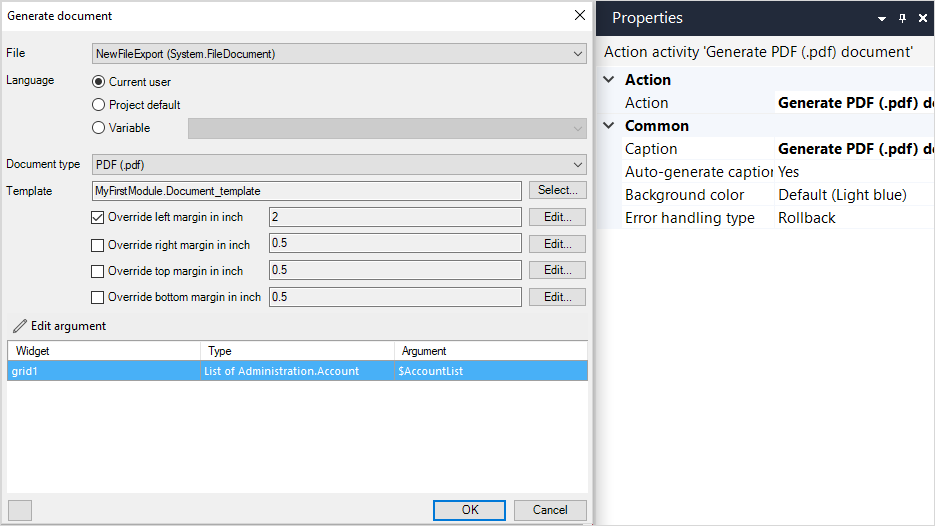 Generate document
File
NewFileExport (System.FileDocument)
Language
Current user
Project default
Variable
Document type
PDF (.pdf)
Template
MyFirstModule.Document_template
Select...
Override left margin in inch
2
Edit...
Override right margin in inch
0.5
Edit...
Override top margin in inch
0.5
Edit...
Override bottom margin in inch
0.5
Edit...
Edit argument
Widget Type Argument
grid1 List of Administration.Account $AccountList
OK
Cancel
Properties
Action activity 'Generate PDF (.pdf) document'
Action
Action Generate PDF (.pdf) d
Common
Caption Generate PDF (.pdf) d
Auto-generate caption Yes
Background color Default (Light blue)
Error handling type Rollback